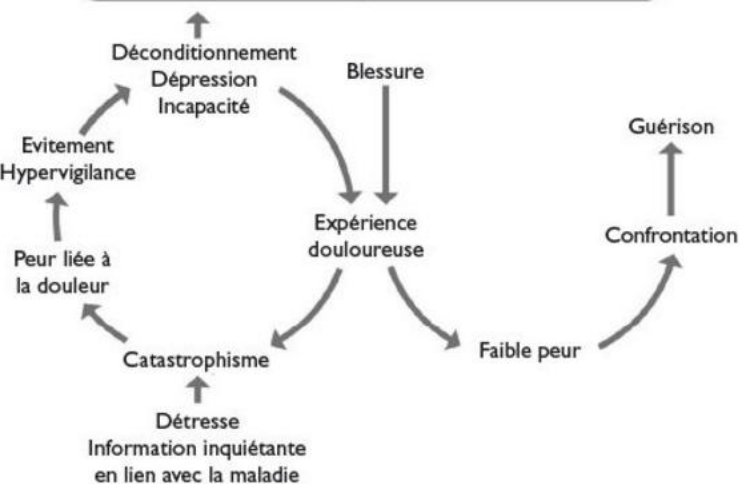 Déconditionnement
Dépression
Incapacité
Blessure
Evitement
Hypervigilance
Guérison
Expérience
douloureuse
Confrontation
Peur liée à
la douleur
Faible peur
Catastrophisme
Détresse
Information inquiétante
en lien avec la maladie